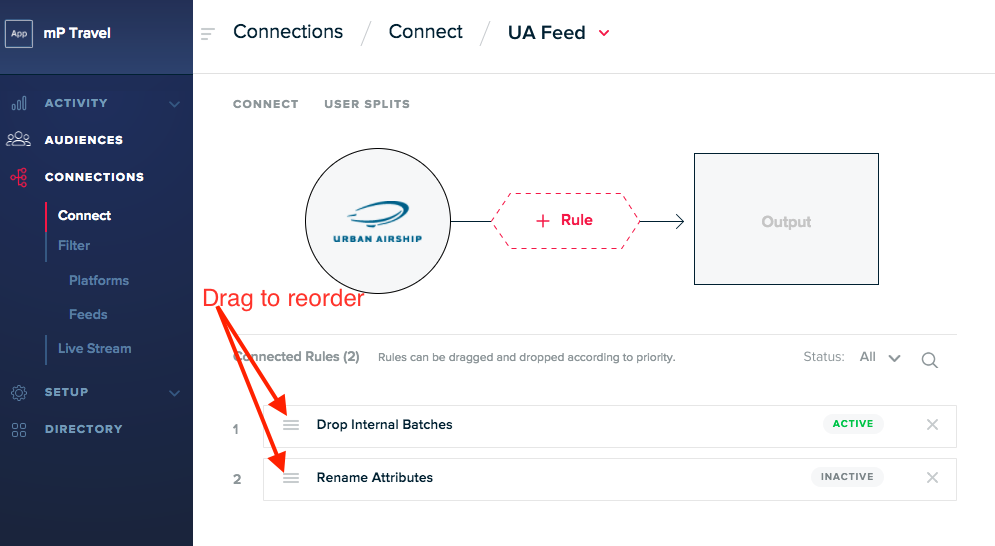 App mP Travel
Connections / Connect / UA Feed
ACTIVITY
AUDIENCES
CONNECTIONS
Connect
Filter
Platforms
Feeds
Live Stream
SETUP
DIRECTORY
CONNECT USER SPLITS
URBAN AIRSHIP
+ Rule
Output
Drag to reorder
Connected Rules (2) Rules can be dragged and dropped according to priority. Status: All
1 Drop Internal Batches ACTIVE
2 Rename Attributes INACTIVE